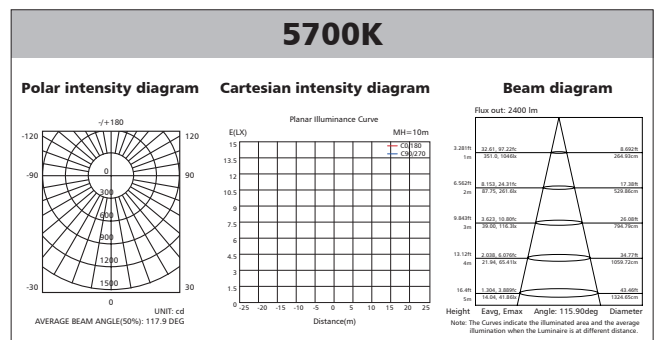 5700K
Polar intensity diagram
Cartesian intensity diagram
Beam diagram
-/+180
-120
120
-90
90
-30
30
0
0
300
600
900
1200
1500
UNIT: cd
AVERAGE BEAM ANGLE(50%): 117.9 DEG
Planar Illuminance Curve
E(LX)
MH=10m
C0/180
C90/270
15
13.5
12
10.5
9
7.5
6
4.5
3
1.5
0
-25 -20 -15 -10 -5 0 5 10 15 20 25
Distance(m)
Flux out: 2400 lm
3.281ft 32.61, 97.22fc 8.692ft
1m 351.0, 1046lx 264.93cm
6.562ft 8.153, 24.31fc 17.38ft
2m 87.75, 261.6lx 529.86cm
9.843ft 3.623, 10.80fc 26.08ft
3m 39.00, 116.3lx 794.79cm
13.12ft 2.038, 6.076fc 34.77ft
4m 21.94, 65.41lx 1059.72cm
16.4ft 1.304, 3.889fc 43.46ft
5m 14.04, 41.86lx 1324.65cm
Height Eavg, Emax Angle: 115.90deg Diameter
Note: The Curves indicate the illuminated area and the average
illumination when the Luminaire is at different distance.